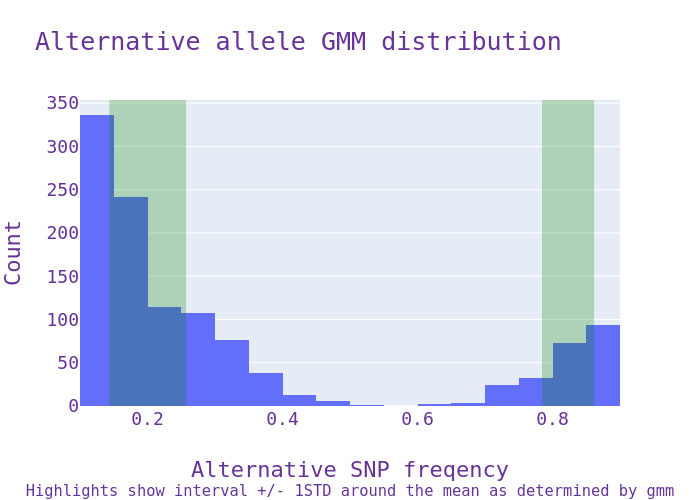 Alternative allele GMM distribution
350
300
250
200
150
100
50
0
Count
0.2 0.4 0.6 0.8
Alternative SNP freqency
Highlights show interval +/- 1STD around the mean as determined by gmm